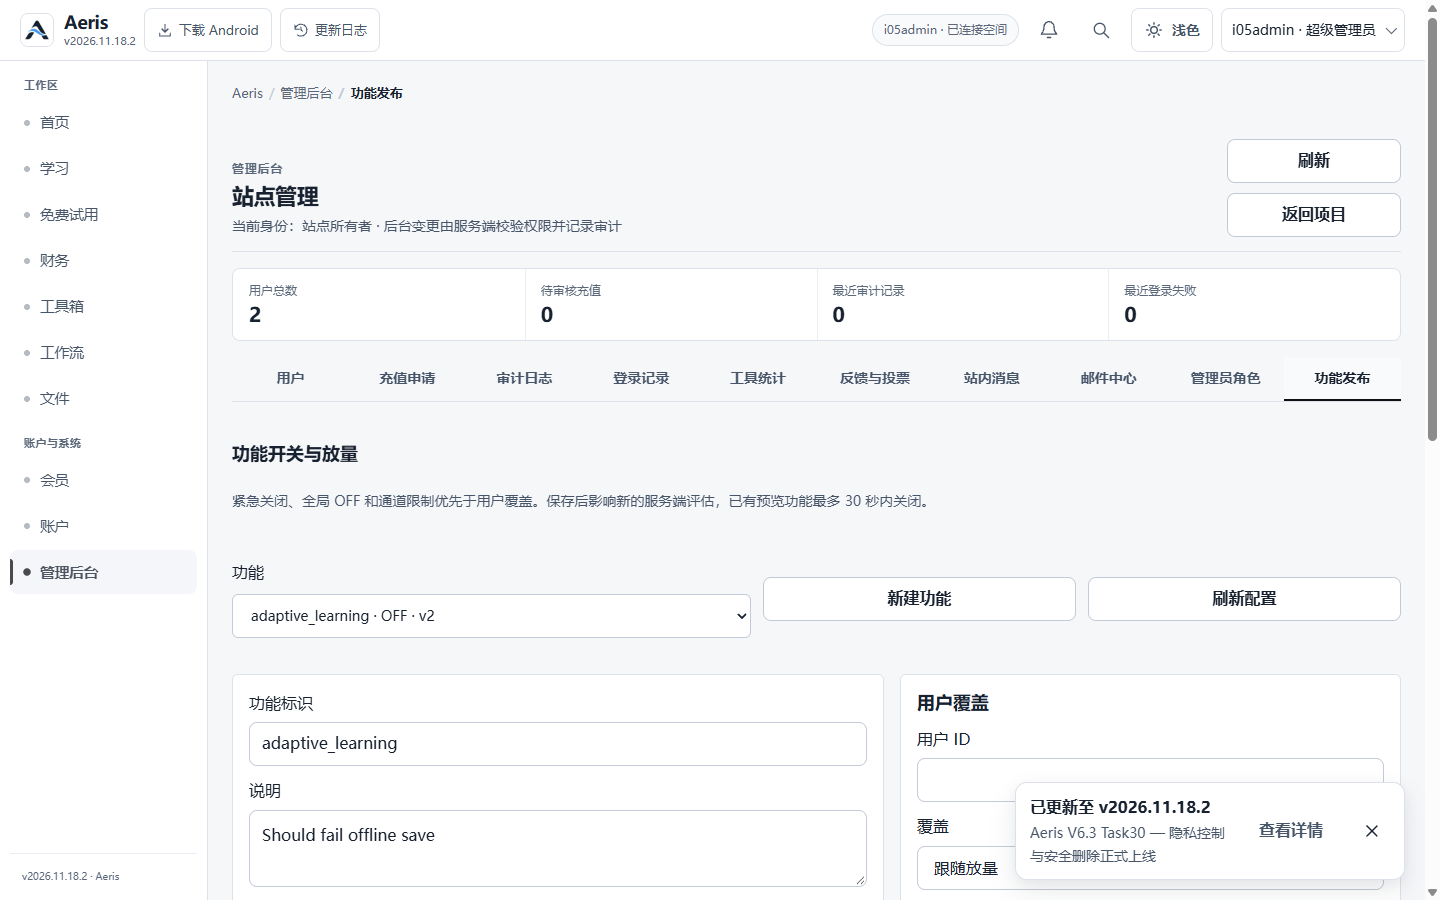 Aeris
v2026.11.18.2
下载 Android
更新日志
i05admin · 已连接空间
浅色
i05admin · 超级管理员
工作区
首页
学习
免费试用
财务
工具箱
工作流
文件
账户与系统
会员
账户
管理后台
v2026.11.18.2 · Aeris
Aeris / 管理后台 / 功能发布
管理后台
站点管理
当前身份：站点所有者 · 后台变更由服务端校验权限并记录审计
刷新
返回项目
用户总数
2
待审核充值
0
最近审计记录
0
最近登录失败
0
用户
充值申请
审计日志
登录记录
工具统计
反馈与投票
站内消息
邮件中心
管理员角色
功能发布
功能开关与放量
紧急关闭、全局 OFF 和通道限制优先于用户覆盖。保存后影响新的服务端评估，已有预览功能最多 30 秒内关闭。
功能
adaptive_learning · OFF · v2
新建功能
刷新配置
功能标识
adaptive_learning
说明
Should fail offline save
用户覆盖
用户 ID
覆盖
跟随放量
已更新至 v2026.11.18.2
Aeris V6.3 Task30 — 隐私控制
与安全删除正式上线
查看详情